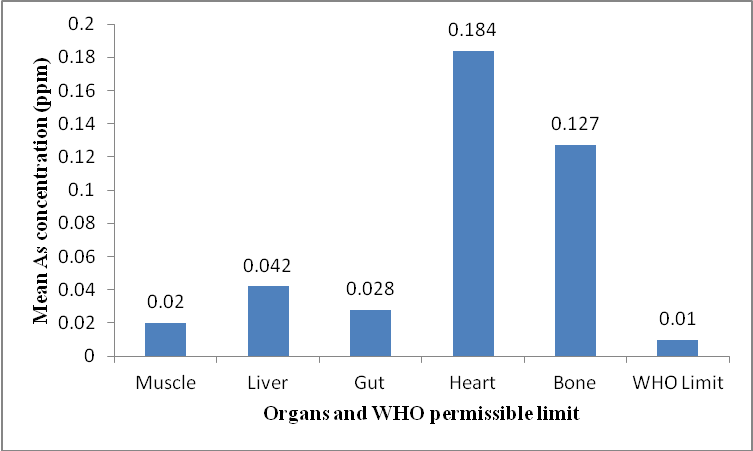 Mean As concentration (ppm)
0.2
0.18
0.16
0.14
0.12
0.1
0.08
0.06
0.04
0.02
0
0.02
0.042
0.028
0.184
0.127
0.01
Muscle
Liver
Gut
Heart
Bone
WHO Limit
Organs and WHO permissible limit